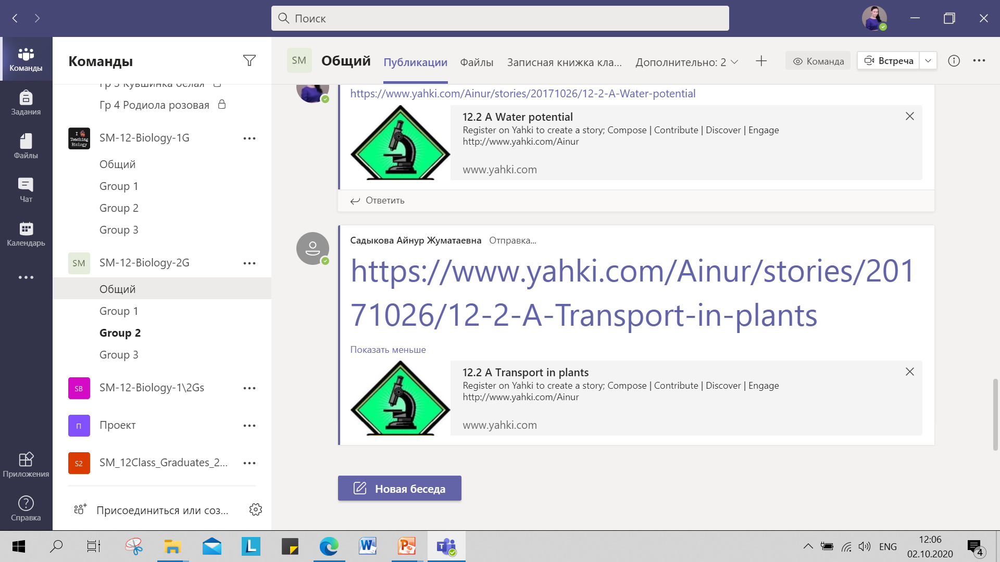 Поиск
Команды
Задания
Файлы
Чат
Календарь
Приложения
Справка
Команды
Гр 3 Кувшинка белая
Гр 4 Родиола розовая
I
Teaching
Biology
SM-12-Biology-1G
Общий
Group 1
Group 2
Group 3
SM
SM-12-Biology-2G
Общий
Group 1
Group 2
Group 3
SB
SM-12-Biology-1\2Gs
П
Проект
S2
SM_12Class_Graduates_2...
Присоединиться или соз...
SM
Общий
Публикации
Файлы
Записная книжка кла...
Дополнительно: 2
Команда
Встреча
https://www.yahki.com/Ainur/stories/20171026/12-2-A-Water-potential
12.2 A Water potential
Register on Yahki to create a story; Compose | Contribute | Discover | Engage
http://www.yahki.com/Ainur
www.yahki.com
Ответить
Садыкова Айнур Жуматаевна Отправка...
https://www.yahki.com/Ainur/stories/201
71026/12-2-A-Transport-in-plants
Показать меньше
12.2 A Transport in plants
Register on Yahki to create a story; Compose | Contribute | Discover | Engage
http://www.yahki.com/Ainur
www.yahki.com
Новая беседа
L
W
P
T
ENG
12:06
02.10.2020
4